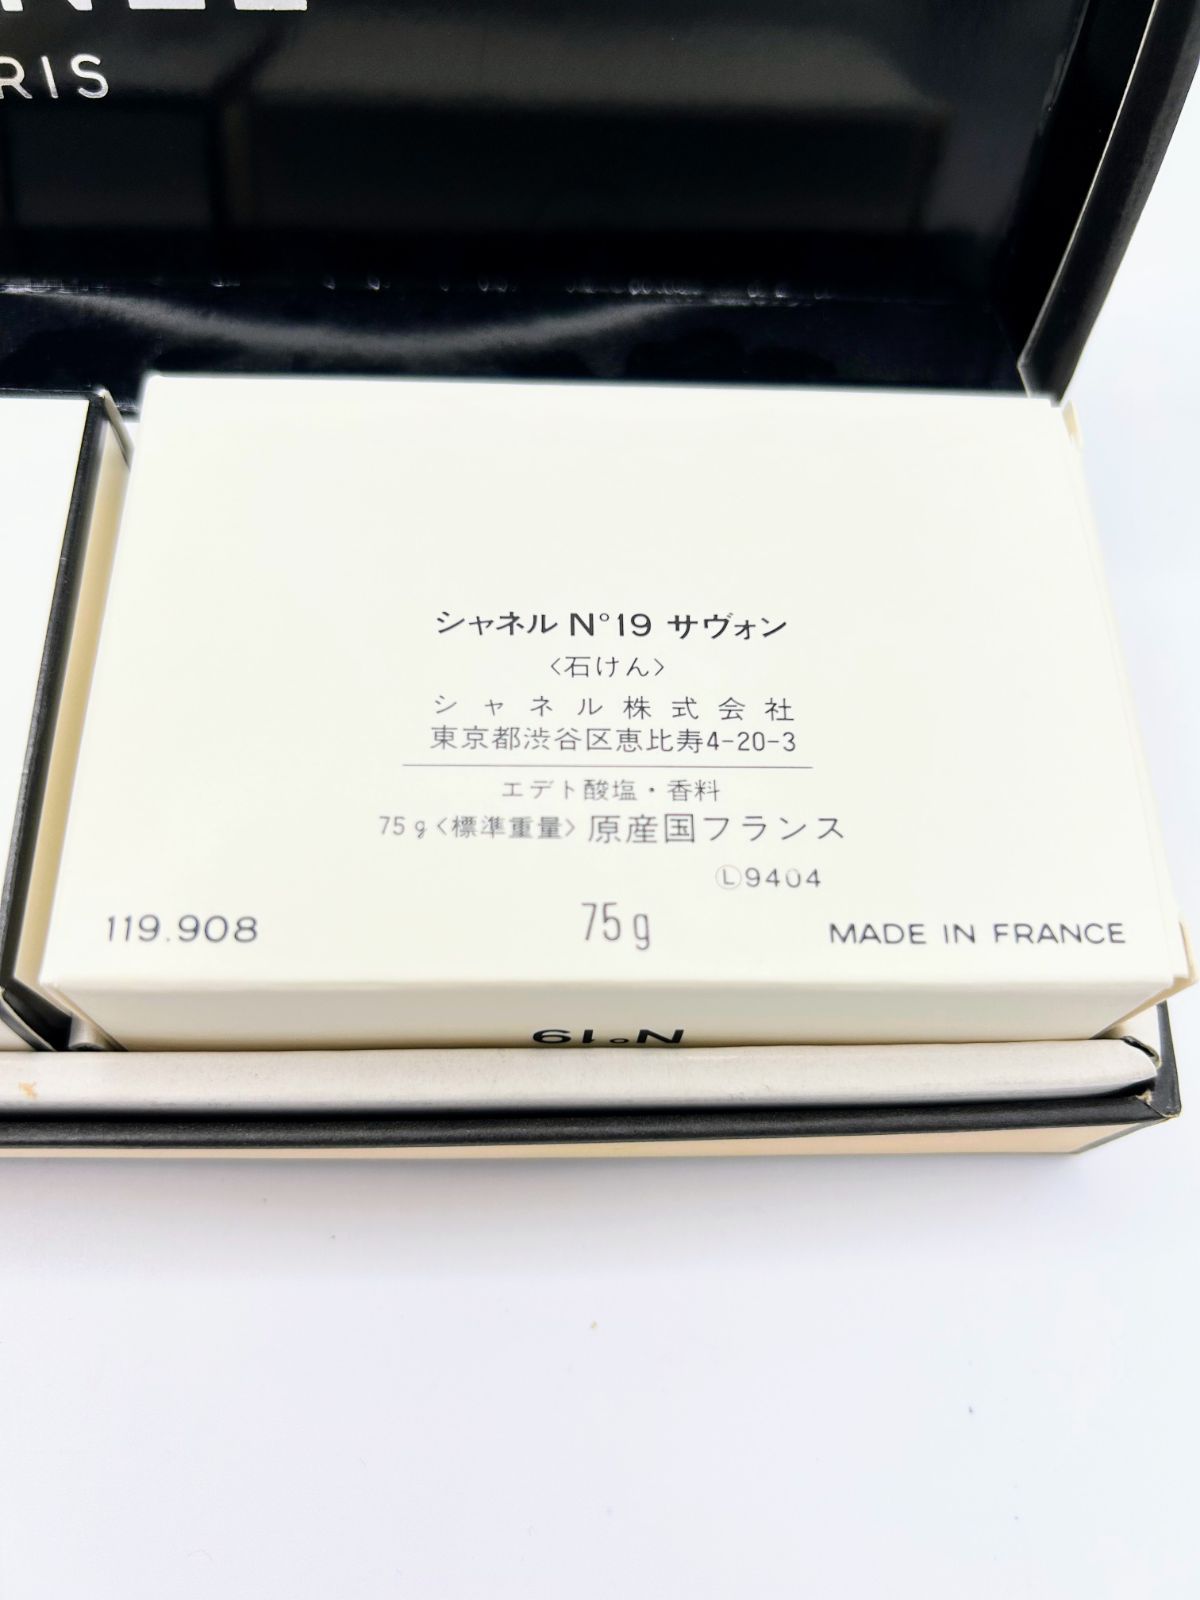 RIS
シャネル N°19 サヴォン
〈石けん〉
シャネル株式会社
東京都渋谷区恵比寿4-20-3
エデト酸塩・香料
75g〈標準重量〉原産国フランス
Ⓛ9404
119.908 75g MADE IN FRANCE
N°19